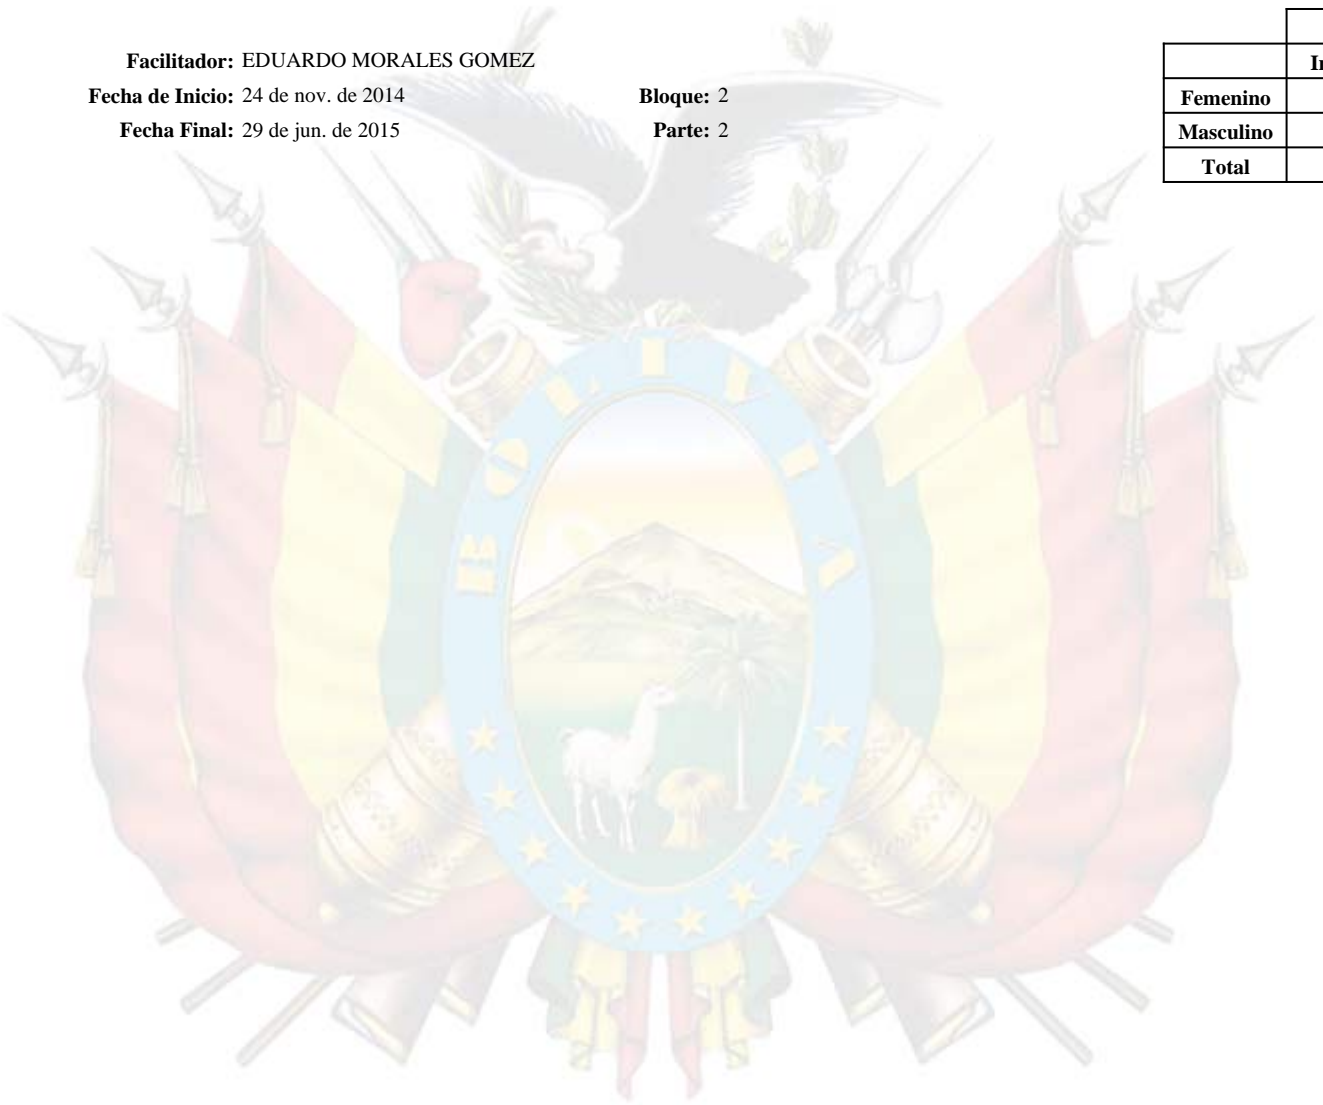 Facilitador: EDUARDO MORALES GOMEZ
Fecha de Inicio: 24 de nov. de 2014 Bloque: 2
Fecha Final: 29 de jun. de 2015 Parte: 2
Femenino
Masculino
Total
BOLIVIA